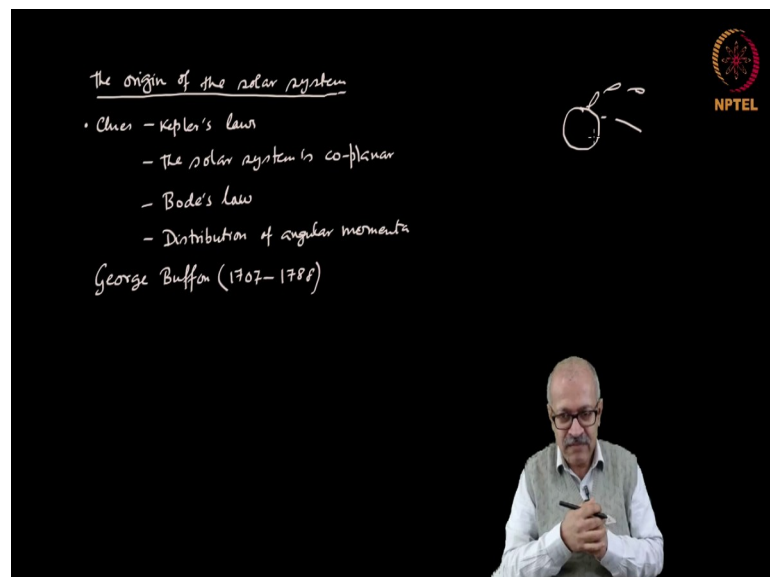 The origin of the solar system
• Clues – Kepler's laws
– The solar system is co-planar
– Bode's law
– Distribution of angular momenta
George Buffon (1707– 1788)
NPTEL